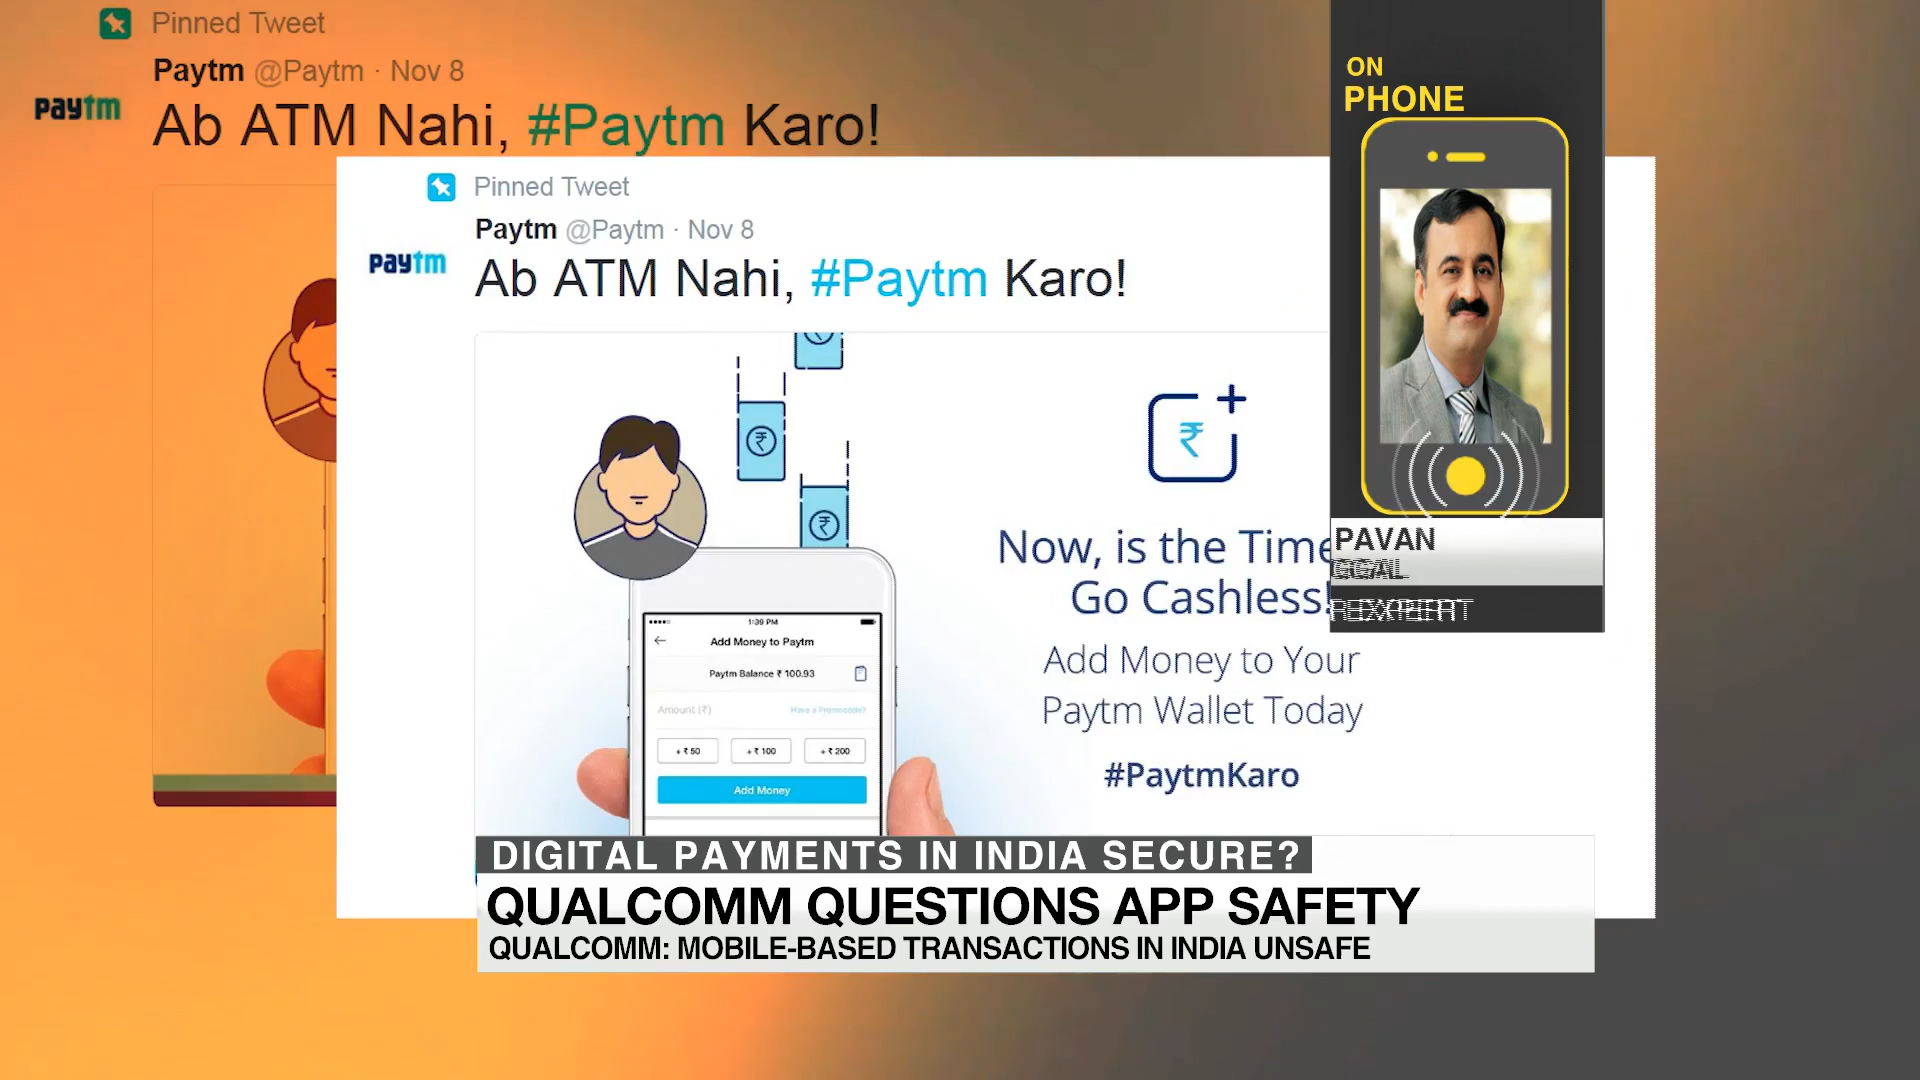 Pinned Tweet
Paytm @Paytm · Nov 8
paytm
Ab ATM Nahi, #Paytm Karo!
Pinned Tweet
Paytm @Paytm · Nov 8
paytm
Ab ATM Nahi, #Paytm Karo!
1:39 PM
Add Money to Paytm
Paytm Balance ₹ 100.93
Amount (₹) Have a Promocode?
+ ₹ 50 + ₹ 100 + ₹ 200
Add Money
Now, is the Time
Go Cashless!
Add Money to Your
Paytm Wallet Today
#PaytmKaro
ON
PHONE
PAVAN
DIGITAL PAYMENTS IN INDIA SECURE?
QUALCOMM QUESTIONS APP SAFETY
QUALCOMM: MOBILE-BASED TRANSACTIONS IN INDIA UNSAFE